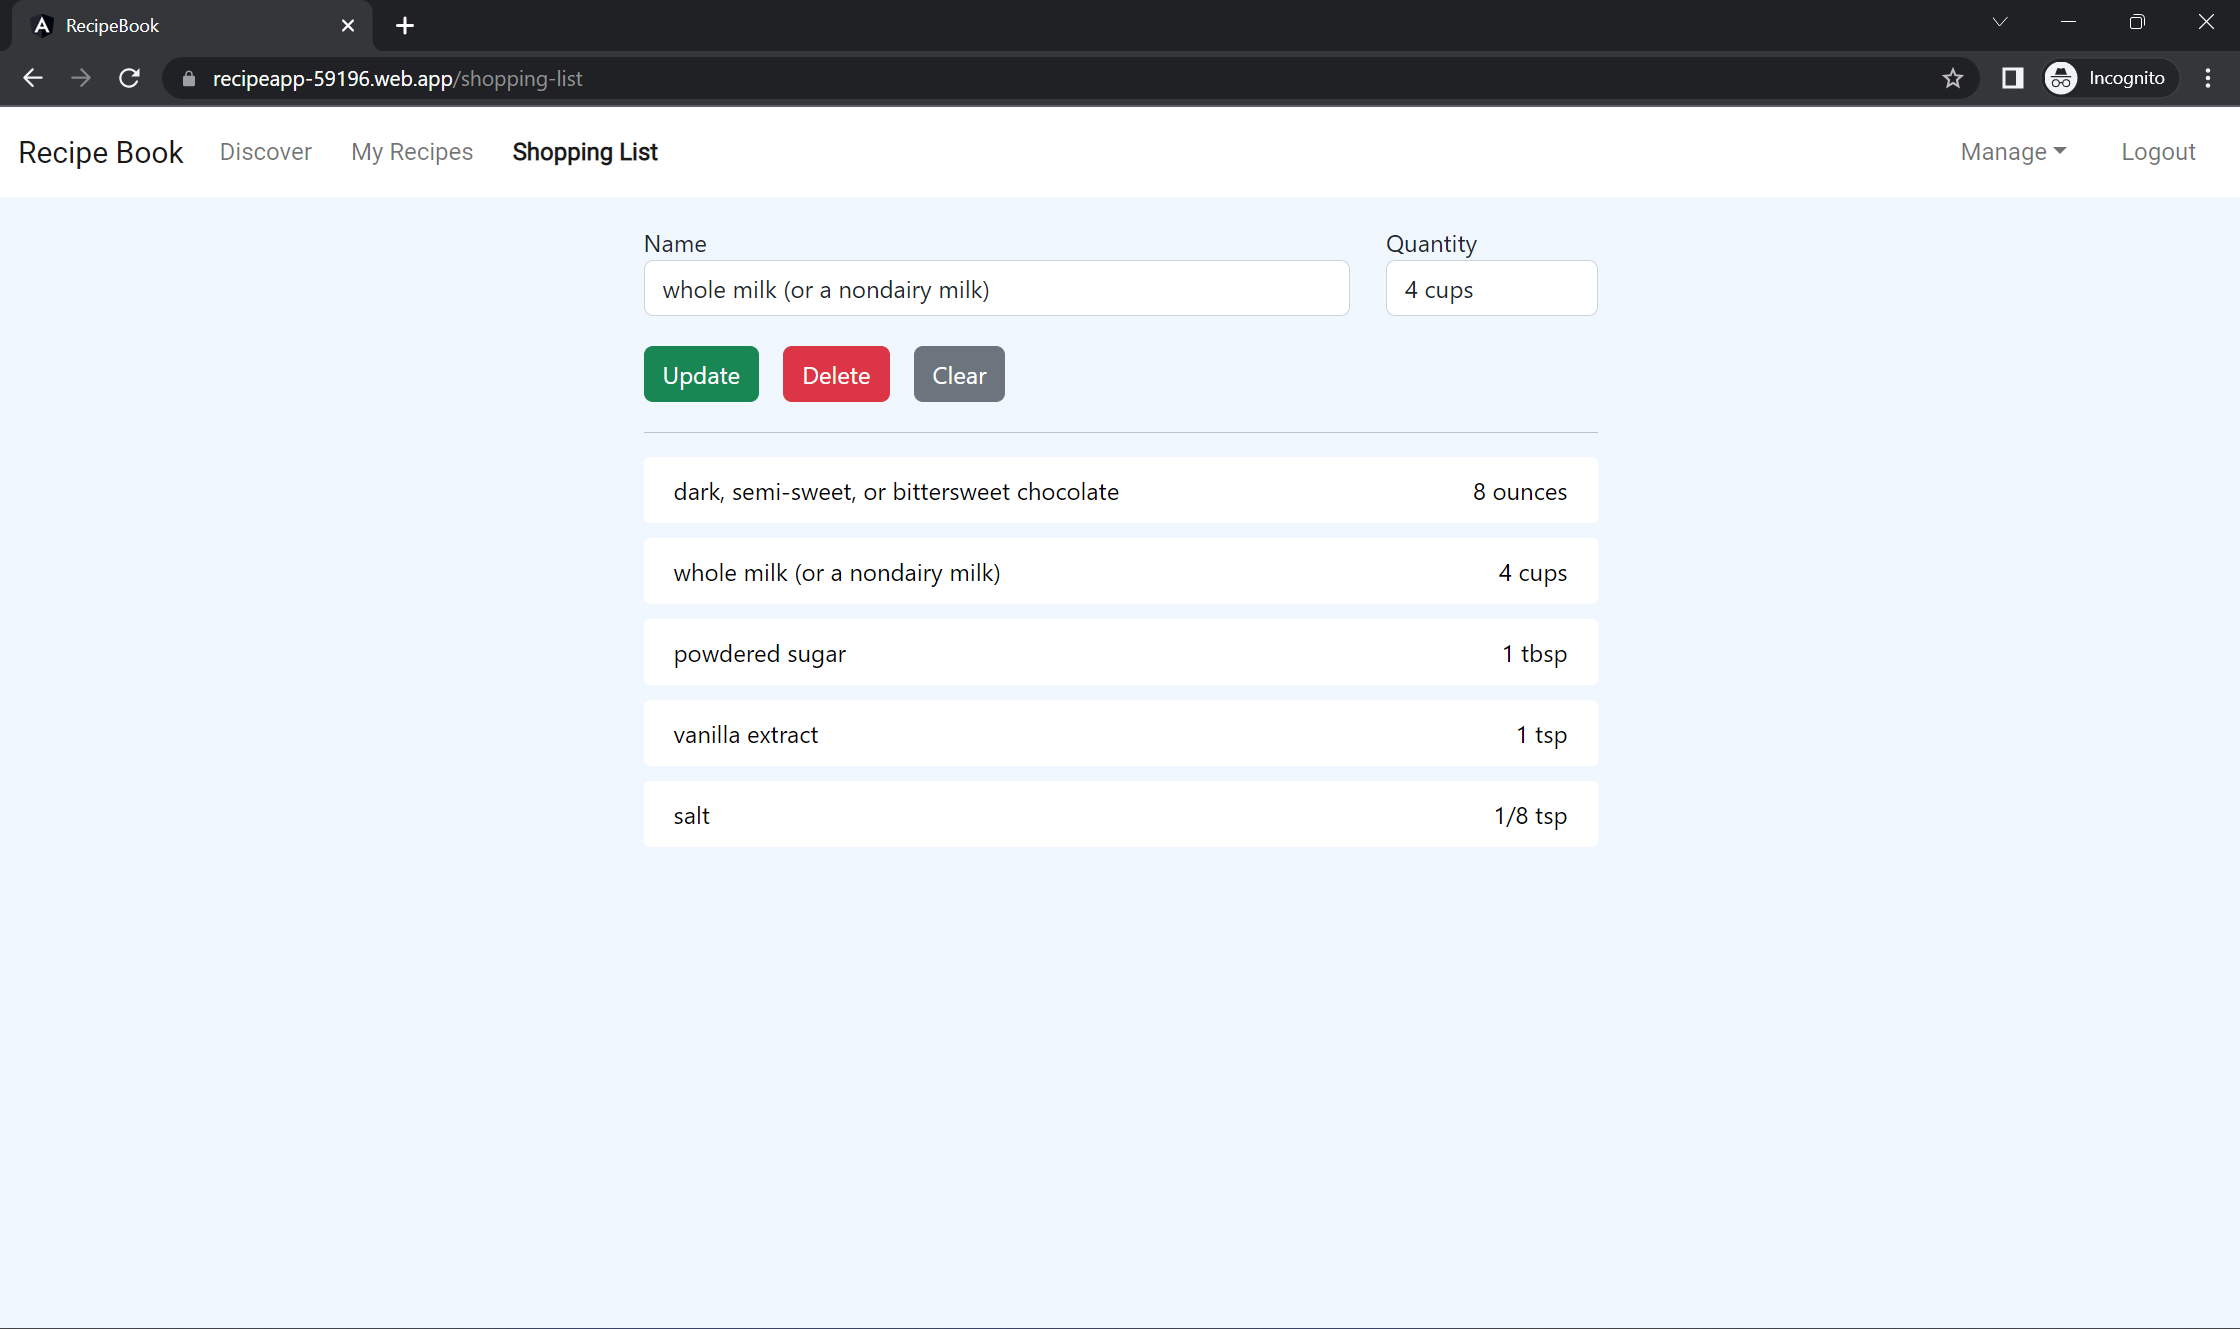 RecipeBook
recipeapp-59196.web.app/shopping-list
Incognito
Recipe Book Discover My Recipes Shopping List Manage Logout
Name Quantity
whole milk (or a nondairy milk) 4 cups
Update Delete Clear
dark, semi-sweet, or bittersweet chocolate 8 ounces
whole milk (or a nondairy milk) 4 cups
powdered sugar 1 tbsp
vanilla extract 1 tsp
salt 1/8 tsp